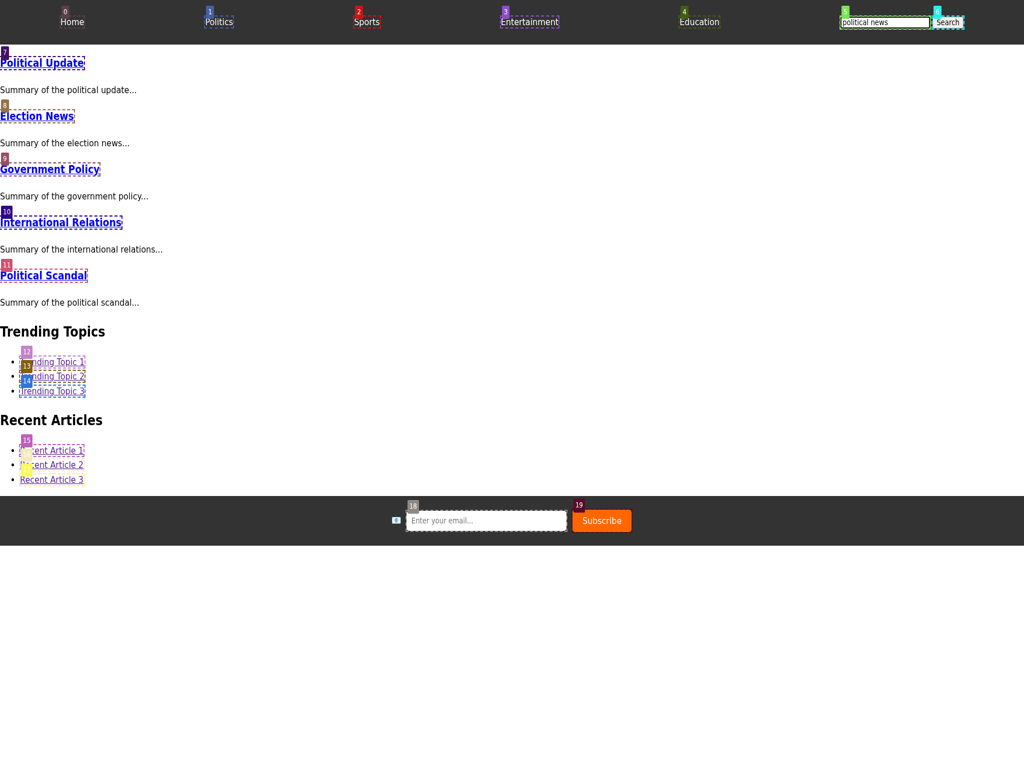 0 1 2 3 4 5 6
Home Politics Sports Entertainment Education political news Search
7
Political Update
Summary of the political update...
8
Election News
Summary of the election news...
9
Government Policy
Summary of the government policy...
10
International Relations
Summary of the international relations...
11
Political Scandal
Summary of the political scandal...
Trending Topics
12
nding Topic 1
13
nding Topic 2
14
Trending Topic 3
Recent Articles
15
cent Article 1
cent Article 2
Recent Article 3
18 19
Enter your email... Subscribe